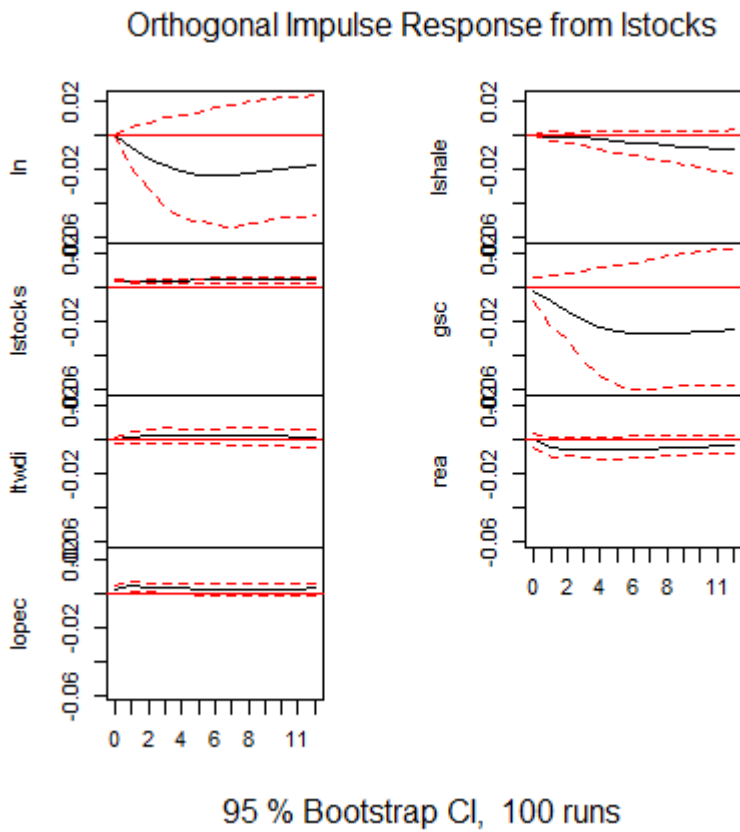 Orthogonal Impulse Response from lstocks
ln
0.02
-0.02
lstocks
-0.02
ltwdi
-0.02
lopec
-0.02
-0.06
0 2 4 6 8 11
lshale
0.02
-0.02
gsc
-0.02
rea
-0.02
-0.06
0 2 4 6 8 11
95 % Bootstrap CI, 100 runs